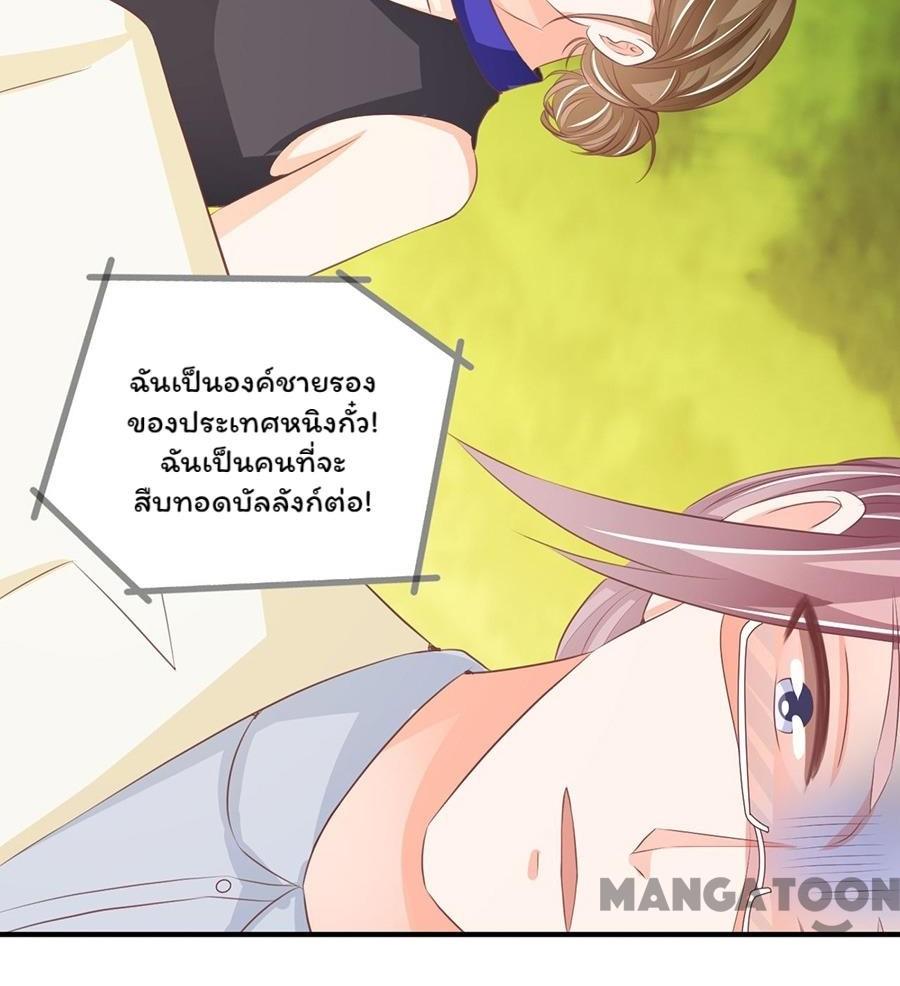 ฉันเป็นองค์ชายรอง
ของประเทศหนิงกั๋ว!
ฉันเป็นคนที่จะ
สืบทอดบัลลังก์ต่อ!
MANGATOON